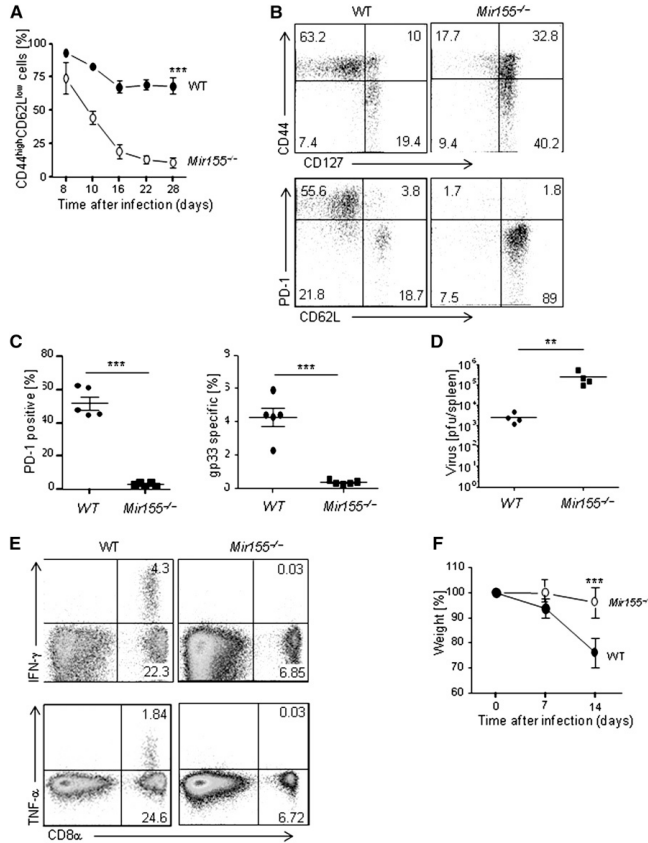 A
CD44highCD62Llow cells [%]
100
75
50
25
0
***
WT
Mir155-/-
8 10 16 22 28
Time after infection (days)
B
WT Mir155-/-
63.2 10
7.4 19.4
17.7 32.8
9.4 40.2
CD44
CD127
55.6 3.8
21.8 18.7
1.7 1.8
7.5 89
PD-1
CD62L
C
PD-1 positive [%]
80
60
40
20
0
***
WT Mir155-/-
gp33 specific [%]
8
6
4
2
0
***
WT Mir155-/-
D
Virus [pfu/spleen]
10^6
10^5
10^4
10^3
10^2
10^1
10^0
**
WT Mir155-/-
E
WT Mir155-/-
4.3
22.3
0.03
6.85
IFN-γ
1.84
24.6
0.03
6.72
TNF-α
CD8α
F
Weight [%]
110
100
90
80
70
60
***
Mir155-/
WT
0 7 14
Time after infection (days)